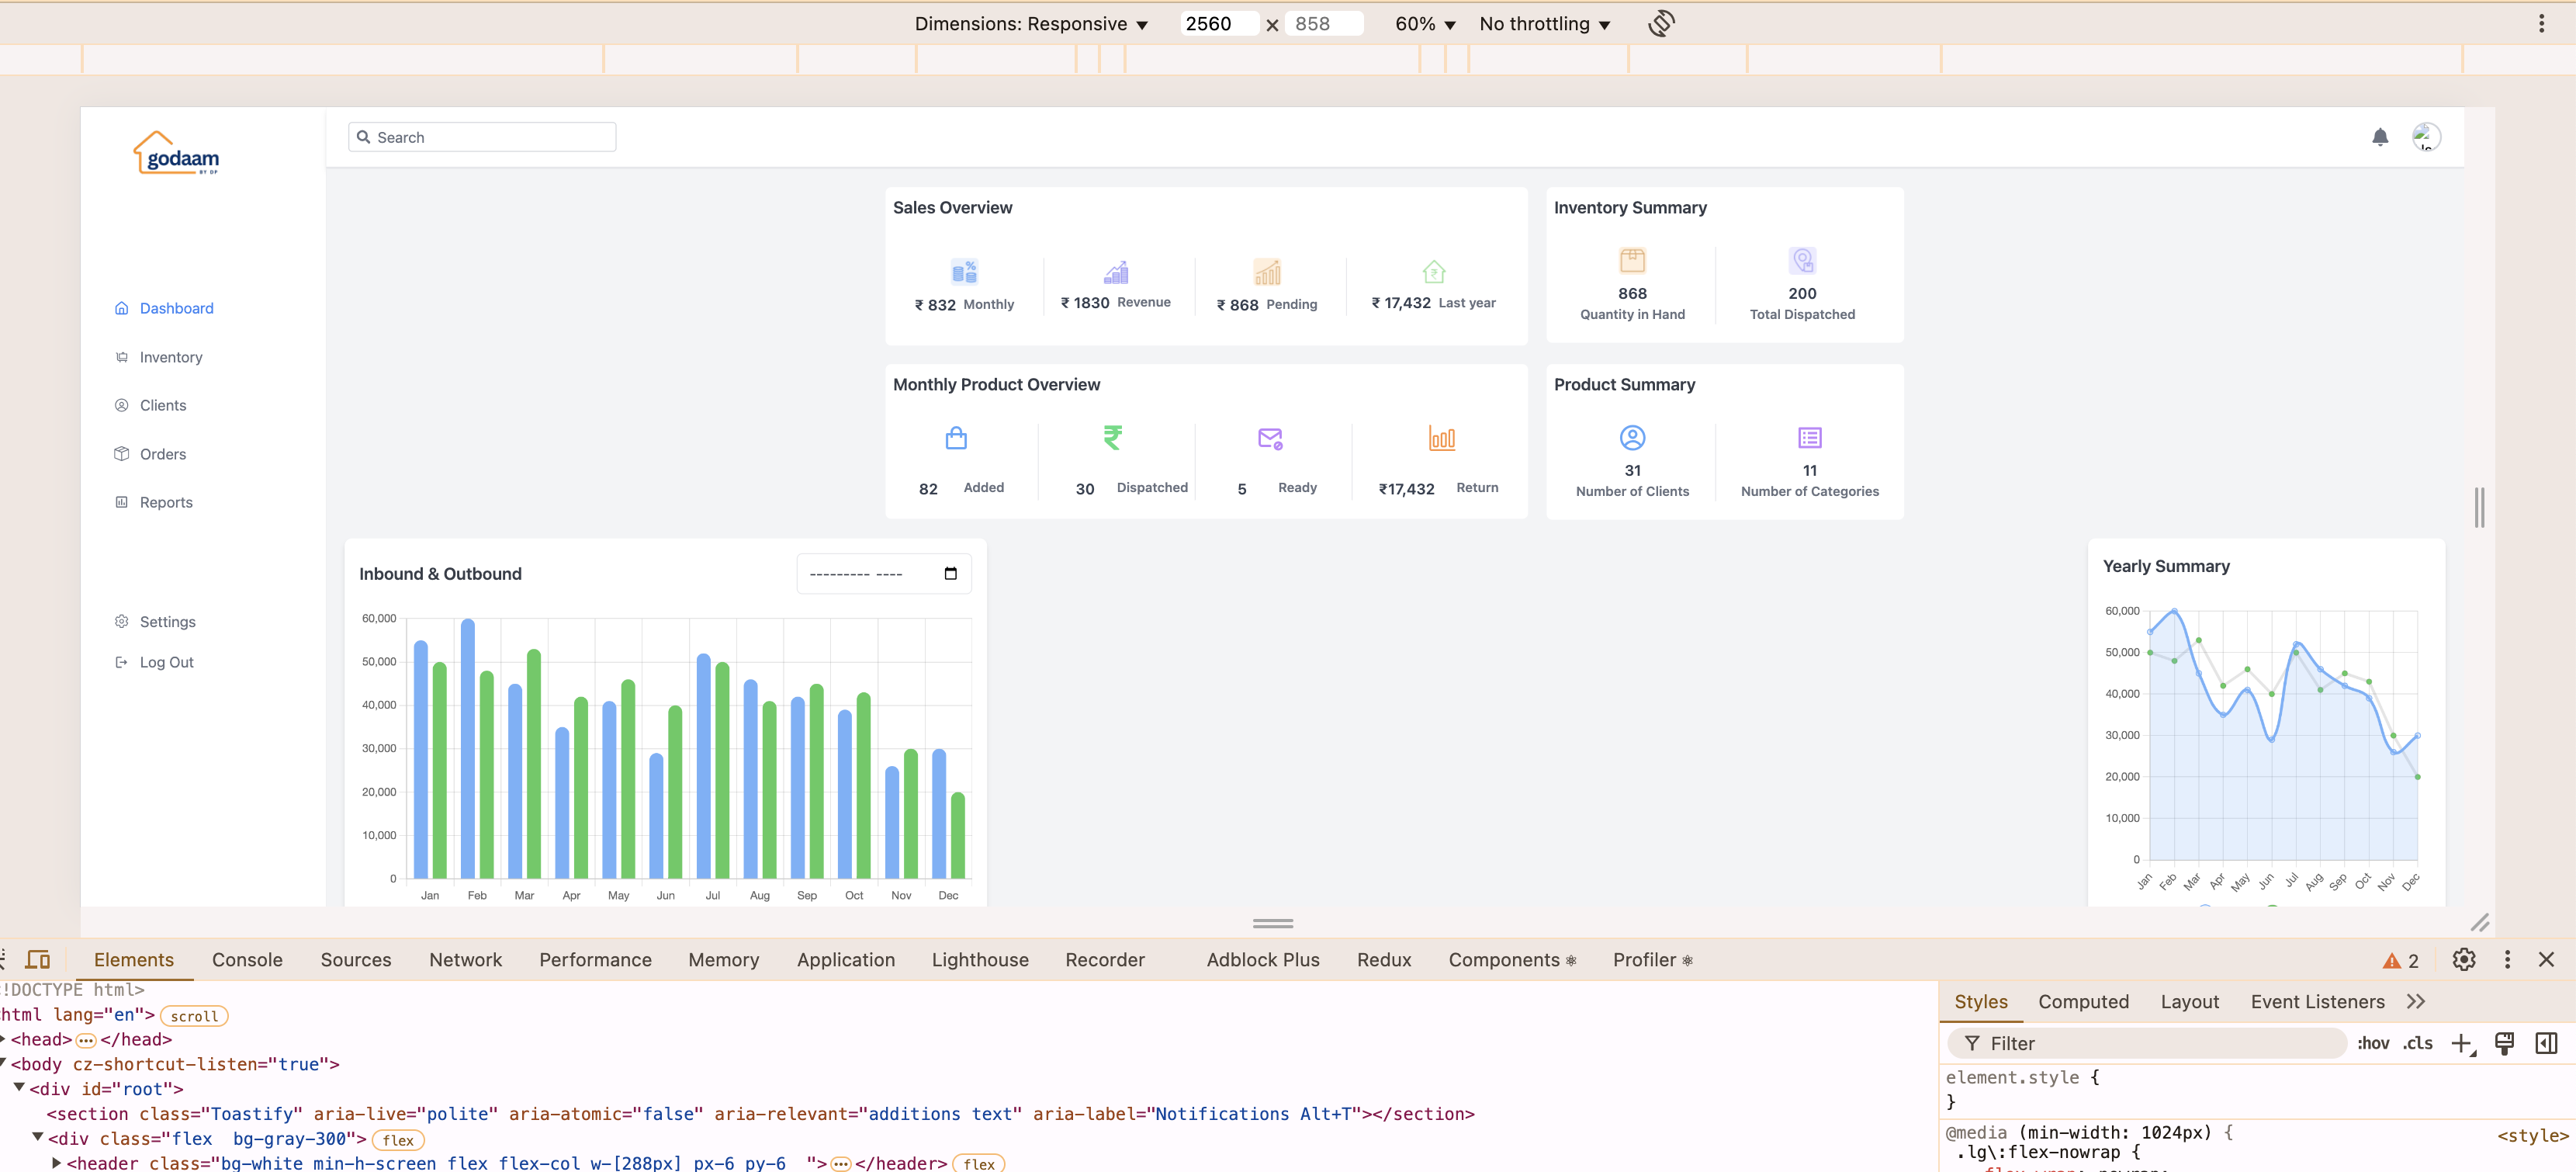 Dimensions: Responsive ▼ 2560 × 858 60% ▼ No throttling ▼
godaam
BY DF
Search
Dashboard
Inventory
Clients
Orders
Reports
Settings
Log Out
Sales Overview
₹ 832 Monthly
₹ 1830 Revenue
₹ 868 Pending
₹ 17,432 Last year
Inventory Summary
868
Quantity in Hand
200
Total Dispatched
Monthly Product Overview
82 Added
30 Dispatched
5 Ready
₹17,432 Return
Product Summary
31
Number of Clients
11
Number of Categories
Inbound & Outbound
--------- ----
60,000
50,000
40,000
30,000
20,000
10,000
0
Jan Feb Mar Apr May Jun Jul Aug Sep Oct Nov Dec
Yearly Summary
60,000
50,000
40,000
30,000
20,000
10,000
0
Jan Feb Mar Apr May Jun Jul Aug Sep Oct Nov Dec
Elements Console Sources Network Performance Memory Application Lighthouse Recorder Adblock Plus Redux Components Profiler 2
!DOCTYPE html>
html lang="en"> scroll
<head> ••• </head>
<body cz-shortcut-listen="true">
<div id="root">
<section class="Toastify" aria-live="polite" aria-atomic="false" aria-relevant="additions text" aria-label="Notifications Alt+T"></section>
<div class="flex  bg-gray-300"> flex
<header class="bg-white min-h-screen flex flex-col w-[288px] px-6 py-6  "> ••• </header> flex
Styles Computed Layout Event Listeners
Filter :hov .cls
element.style {
}
@media (min-width: 1024px) { <style>
.lg\:flex-nowrap {